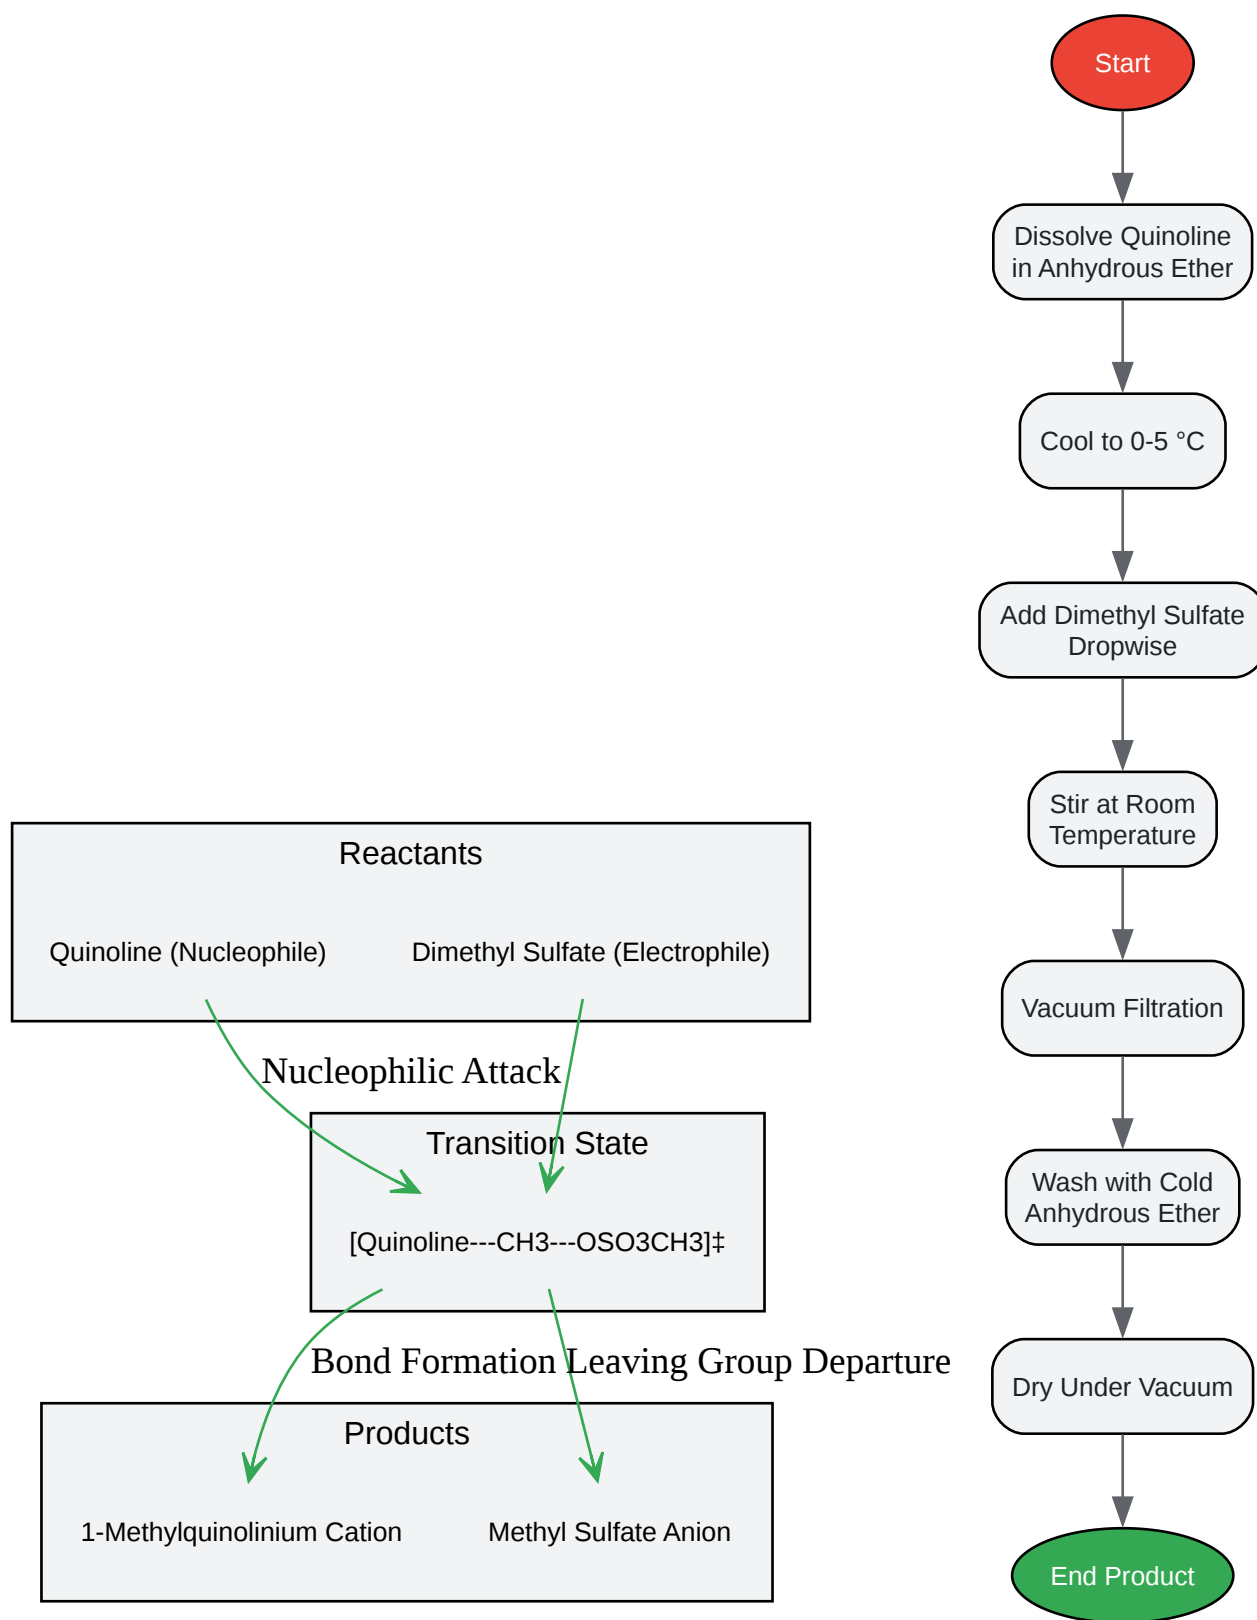 Start
Dissolve Quinoline
in Anhydrous Ether
Cool to 0-5 °C
Add Dimethyl Sulfate
Dropwise
Stir at Room
Temperature
Vacuum Filtration
Wash with Cold
Anhydrous Ether
Dry Under Vacuum
End Product
Reactants
Quinoline (Nucleophile)
Dimethyl Sulfate (Electrophile)
Nucleophilic Attack
Transition State
[Quinoline---CH3---OSO3CH3]‡
Bond Formation
Leaving Group Departure
Products
1-Methylquinolinium Cation
Methyl Sulfate Anion